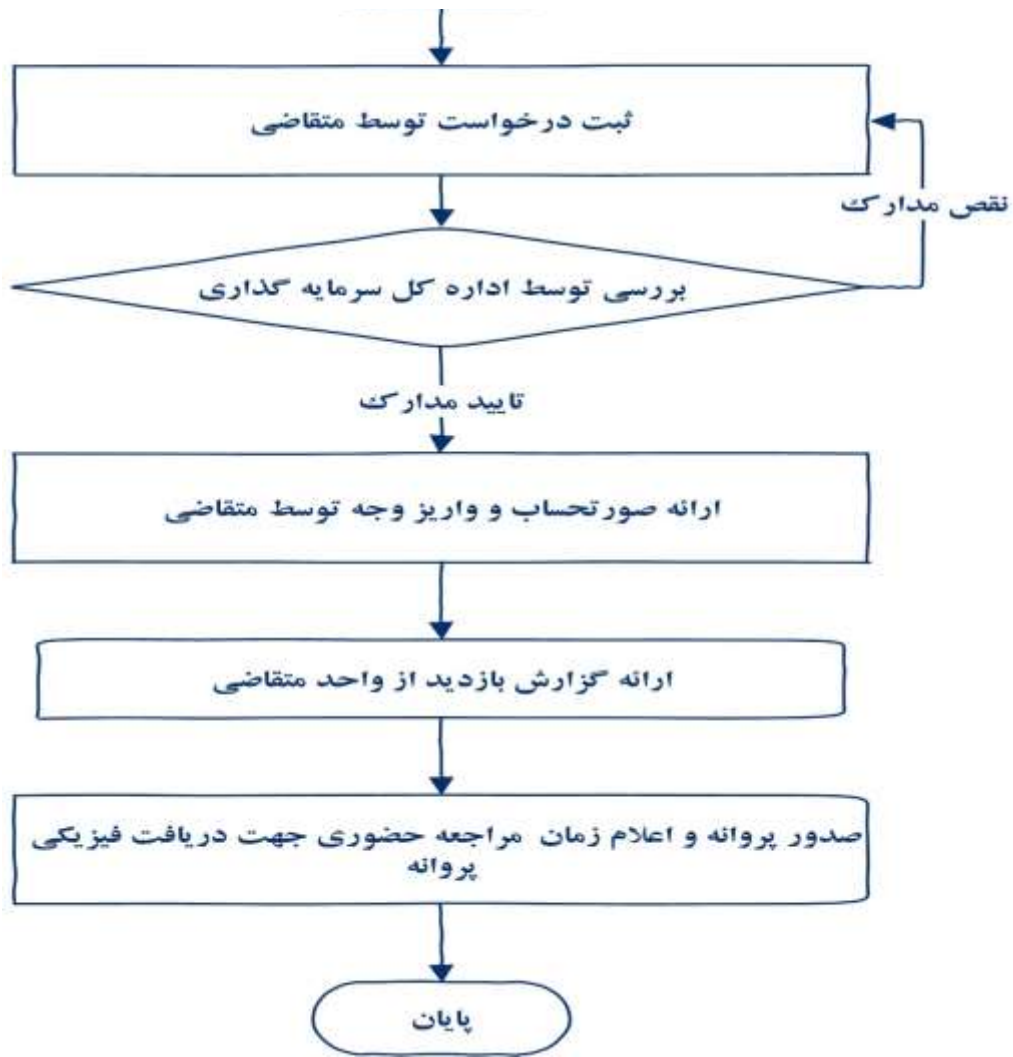 ثبت درخواست توسط متقاضی
نقص مدارک
بررسی توسط اداره کل سرمایه گذاری
تایید مدارک
ارائه صورتحساب و واریز وجه توسط متقاضی
ارائه گزارش بازدید از واحد متقاضی
صدور پروانه و اعلام زمان مراجعه حضوری جهت دریافت فیزیکی
پروانه
پایان